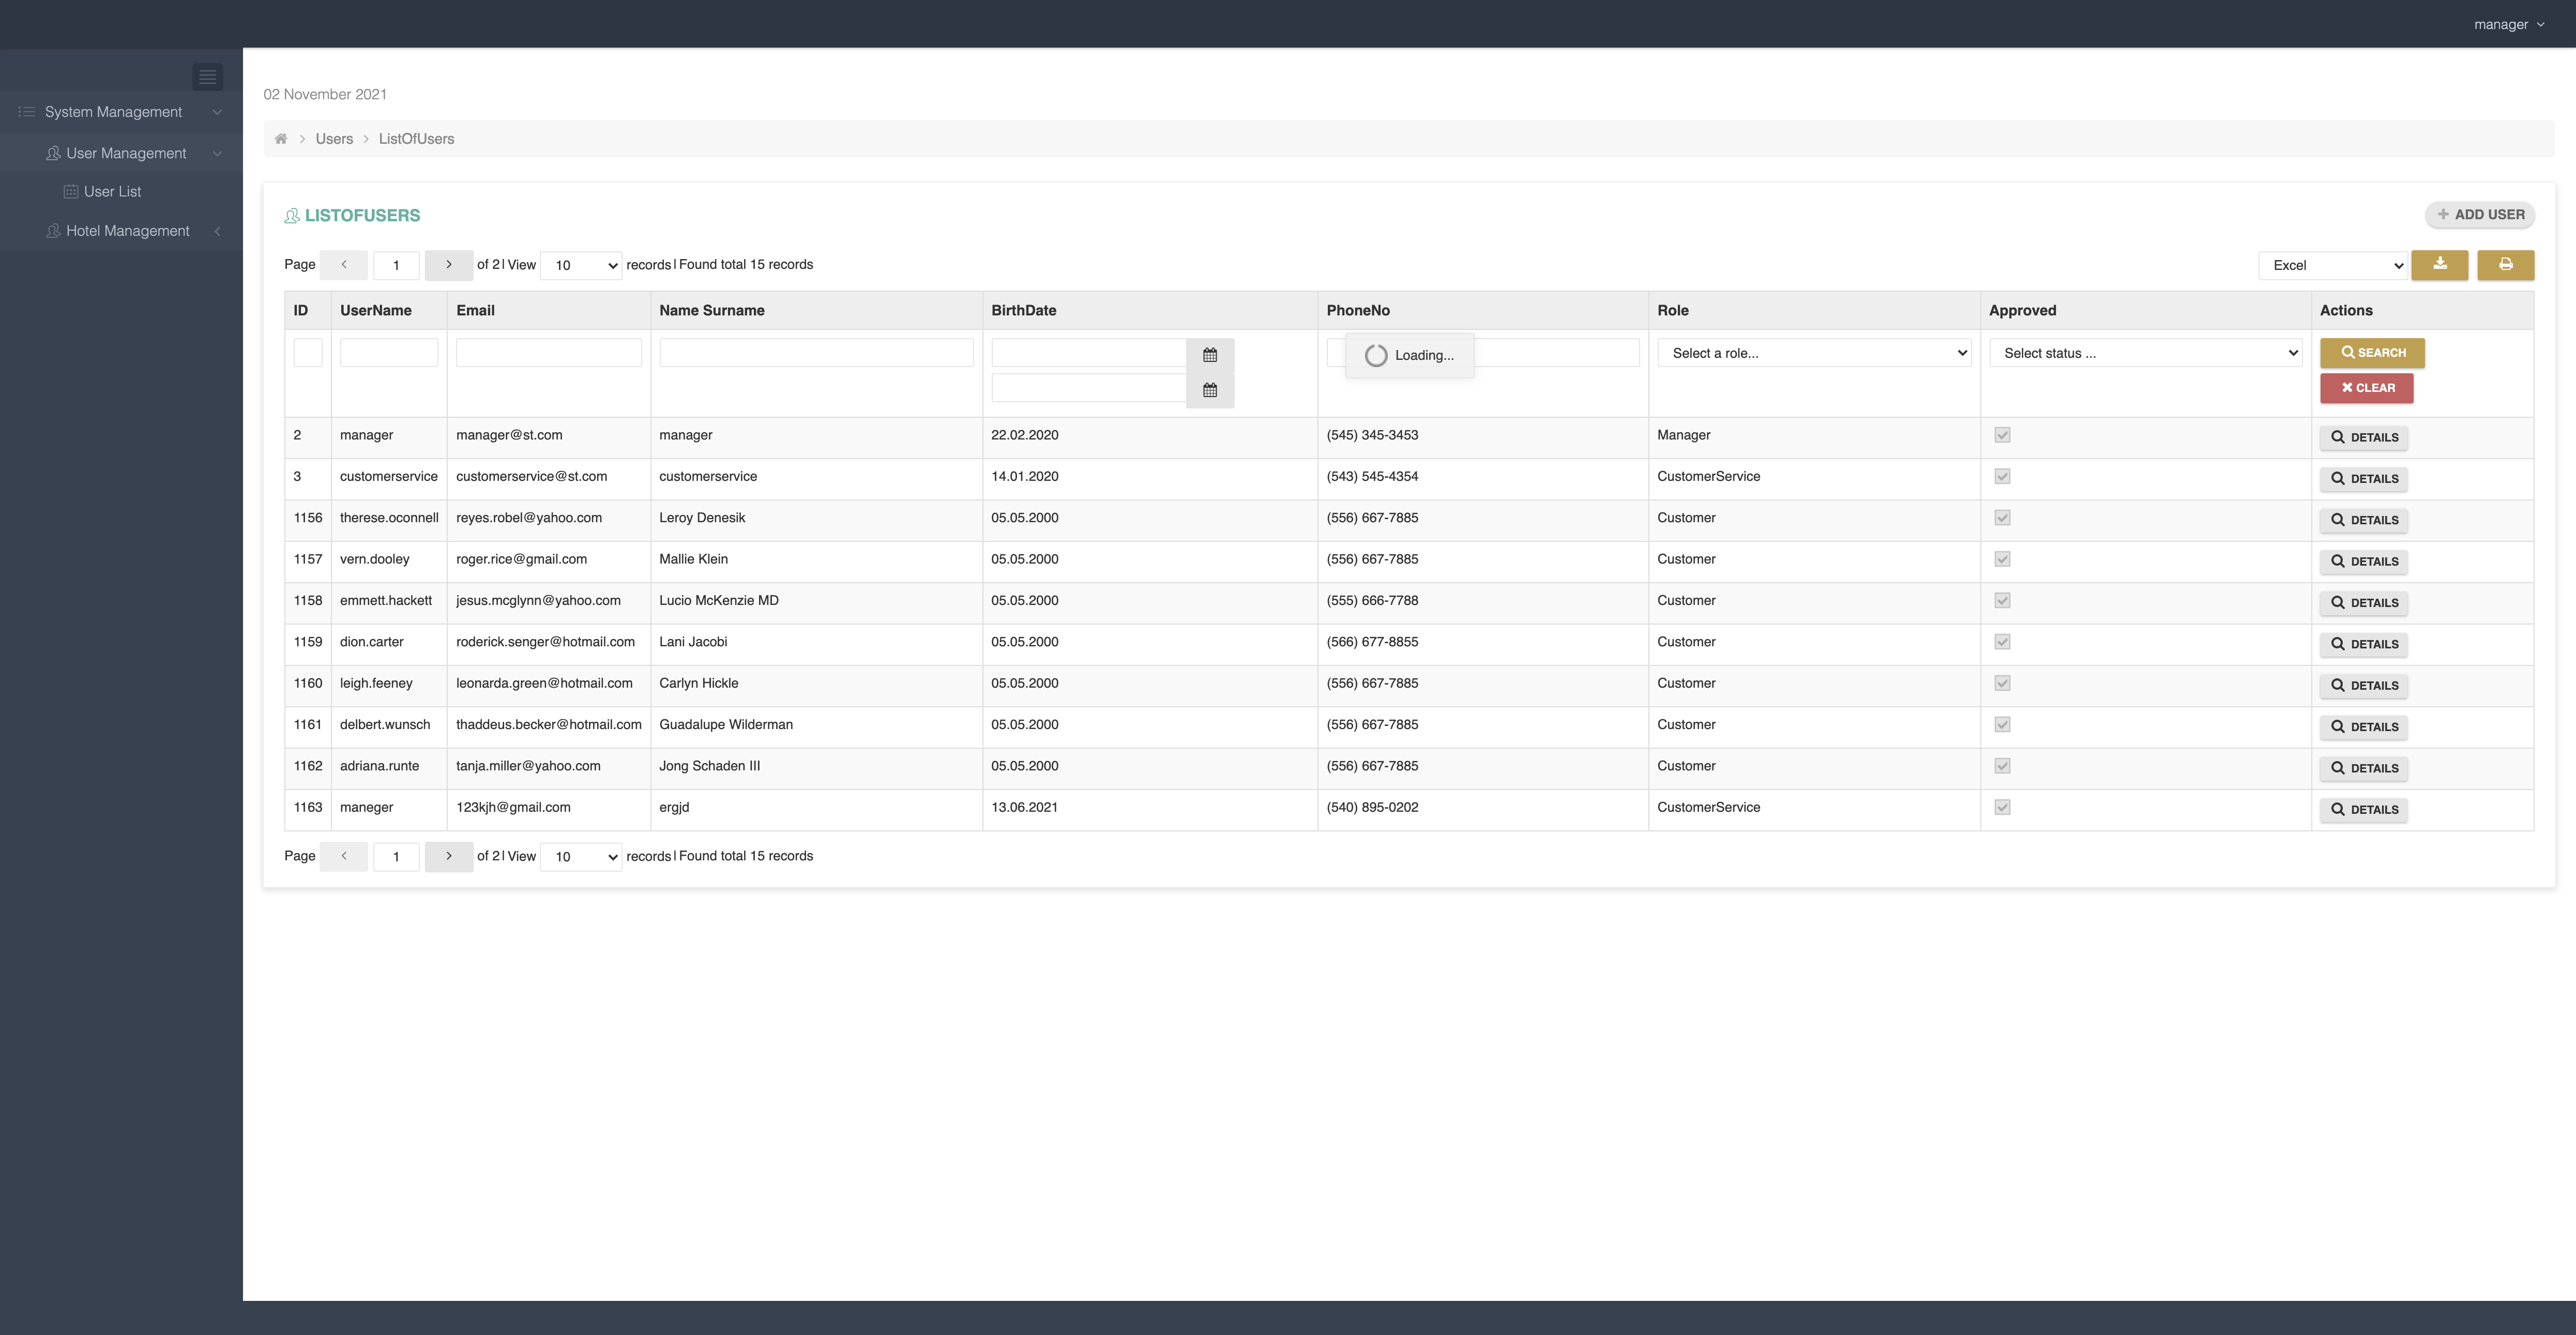 manager
System Management
User Management
User List
Hotel Management
02 November 2021
Users > ListOfUsers
LISTOFUSERS
+ ADD USER
Page < 1 > of 2 | View 10 records | Found total 15 records
Excel
ID UserName Email Name Surname BirthDate PhoneNo Role Approved Actions
Loading...
Select a role...
Select status ...
SEARCH
CLEAR
2 manager manager@st.com manager 22.02.2020 (545) 345-3453 Manager DETAILS
3 customerservice customerservice@st.com customerservice 14.01.2020 (543) 545-4354 CustomerService DETAILS
1156 therese.oconnell reyes.robel@yahoo.com Leroy Denesik 05.05.2000 (556) 667-7885 Customer DETAILS
1157 vern.dooley roger.rice@gmail.com Mallie Klein 05.05.2000 (556) 667-7885 Customer DETAILS
1158 emmett.hackett jesus.mcglynn@yahoo.com Lucio McKenzie MD 05.05.2000 (555) 666-7788 Customer DETAILS
1159 dion.carter roderick.senger@hotmail.com Lani Jacobi 05.05.2000 (566) 677-8855 Customer DETAILS
1160 leigh.feeney leonarda.green@hotmail.com Carlyn Hickle 05.05.2000 (556) 667-7885 Customer DETAILS
1161 delbert.wunsch thaddeus.becker@hotmail.com Guadalupe Wilderman 05.05.2000 (556) 667-7885 Customer DETAILS
1162 adriana.runte tanja.miller@yahoo.com Jong Schaden III 05.05.2000 (556) 667-7885 Customer DETAILS
1163 maneger 123kjh@gmail.com ergjd 13.06.2021 (540) 895-0202 CustomerService DETAILS
Page < 1 > of 2 | View 10 records | Found total 15 records